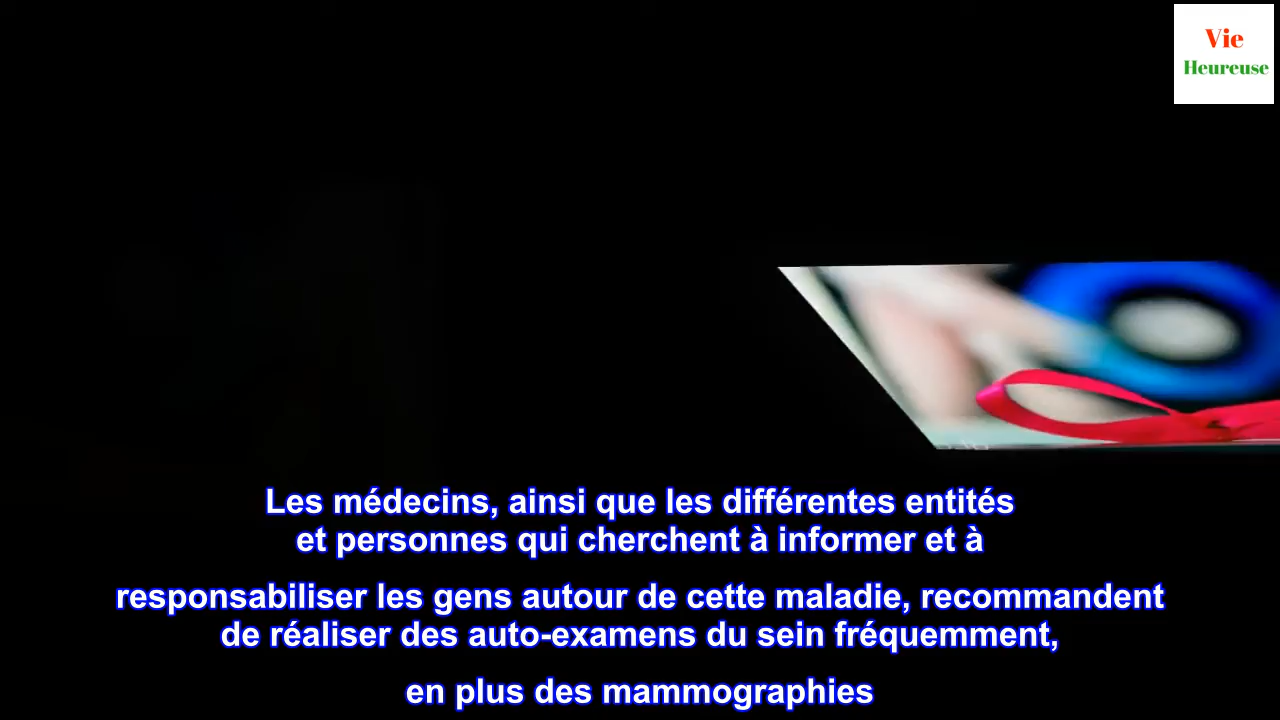 Vie
Heureuse
Les médecins, ainsi que les différentes entités
et personnes qui cherchent à informer et à
responsabiliser les gens autour de cette maladie, recommandent
de réaliser des auto-examens du sein fréquemment,
en plus des mammographies